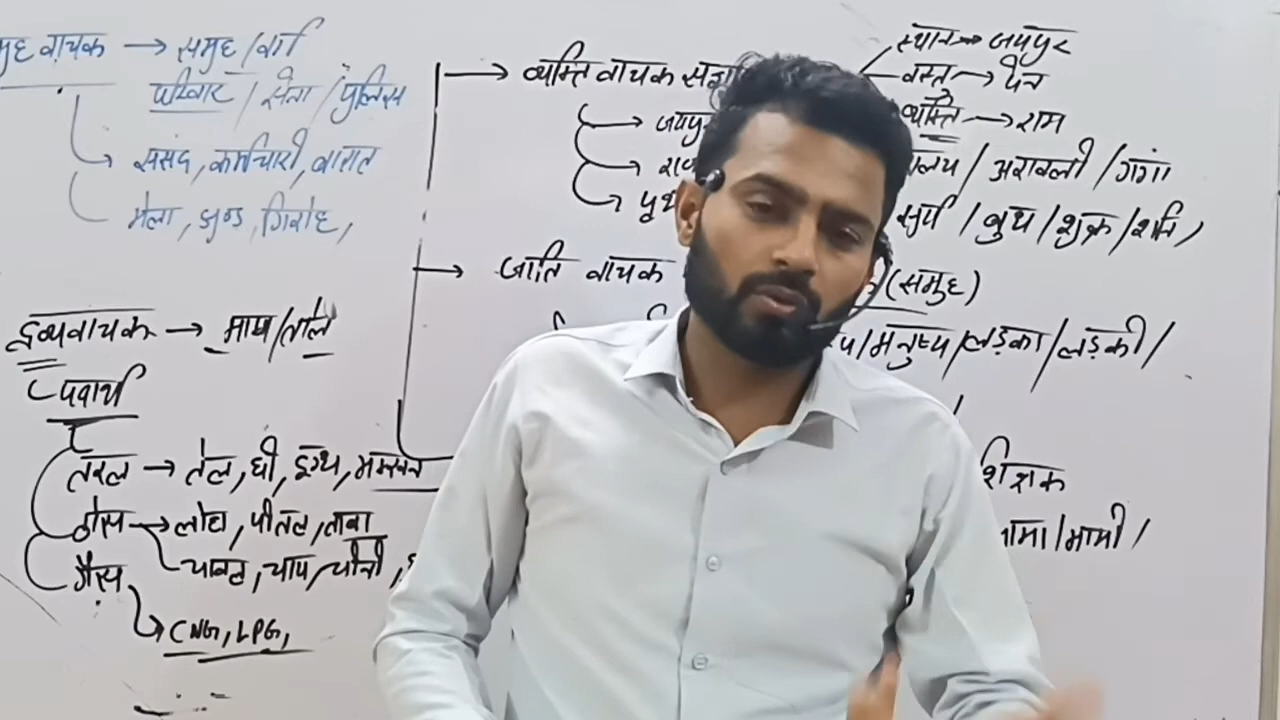 वाचक → समुह / वर्ग
परिवार / सेना / पुलिस
संसद, कर्मचारी, बारात
मेला, झुण्ड, गिरोह,
द्रव्यवाचक → माप / तोल
पदार्थ
तरल → तेल, घी, दुग्ध, मक्खन
ठोस → लोहा, पीतल, तांबा
चावल, चाय, चीनी,
गैस
CNG, LPG,
→ व्यक्ति वाचक संज्ञा
स्थान → जयपुर
वस्तु → पेन
व्यक्ति → राम
→ जयपु
/ अरावली / गंगा
सूर्य / बुध / शुक्र / शनि,
→ जाति वाचक
(समुह)
/ मनुष्य / लड़का / लड़की /
शिक्षक
मामा / मामी /